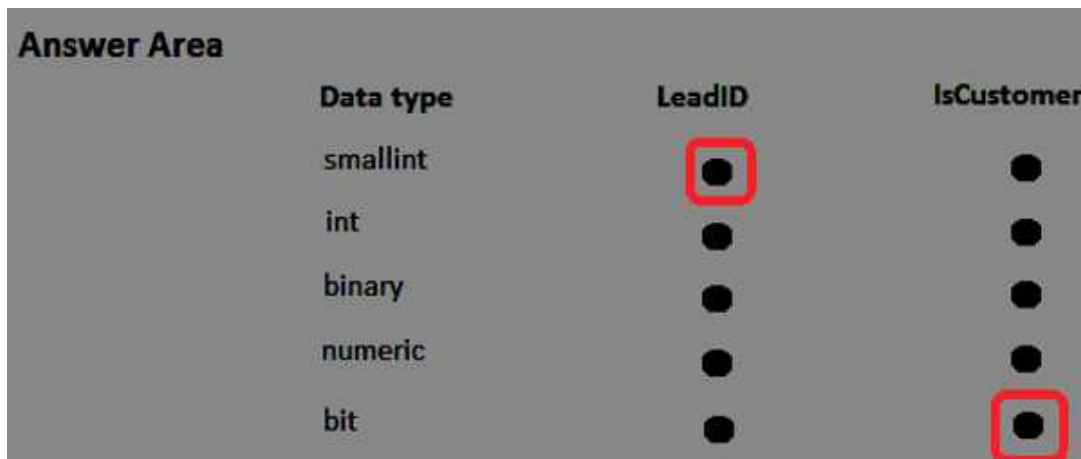 Answer Area
Data type LeadID IsCustomer
smallint
int
binary
numeric
bit